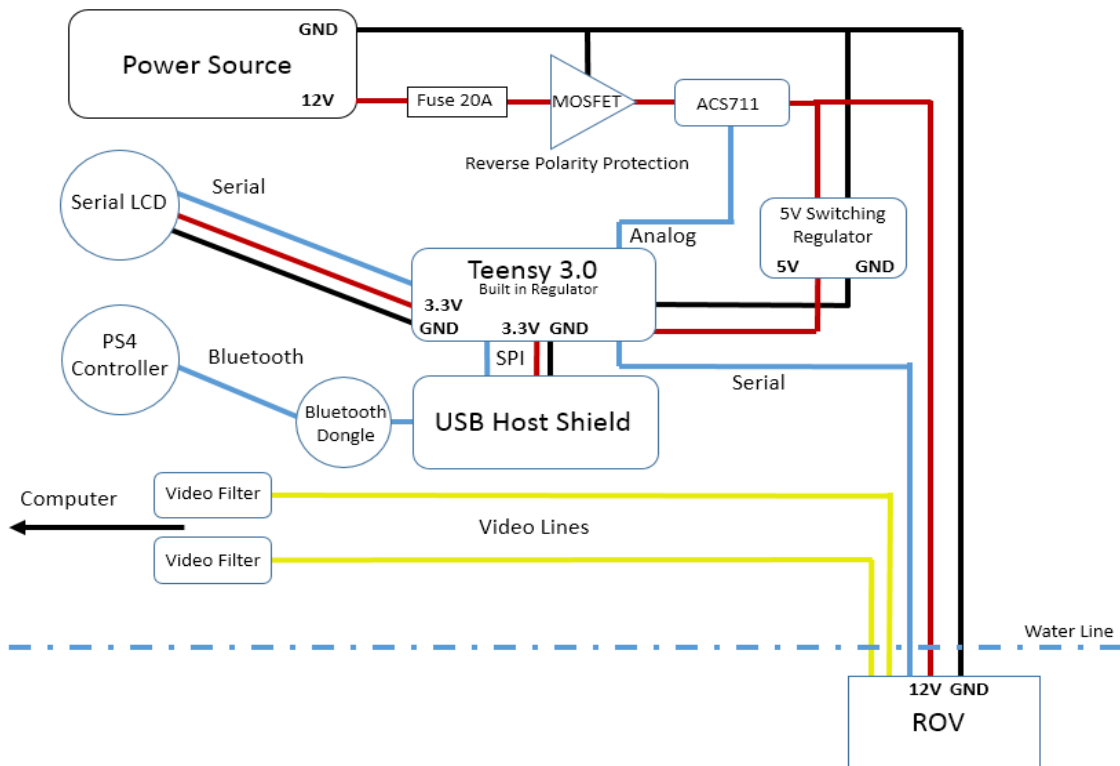 GND
Power Source
12V
Fuse 20A
MOSFET
ACS711
Reverse Polarity Protection
Serial LCD
Serial
Analog
5V Switching
Regulator
5V
GND
Teensy 3.0
Built in Regulator
3.3V
GND
3.3V GND
SPI
PS4
Controller
Bluetooth
Bluetooth
Dongle
USB Host Shield
Serial
Computer
Video Filter
Video Lines
Video Filter
Water Line
12V GND
ROV